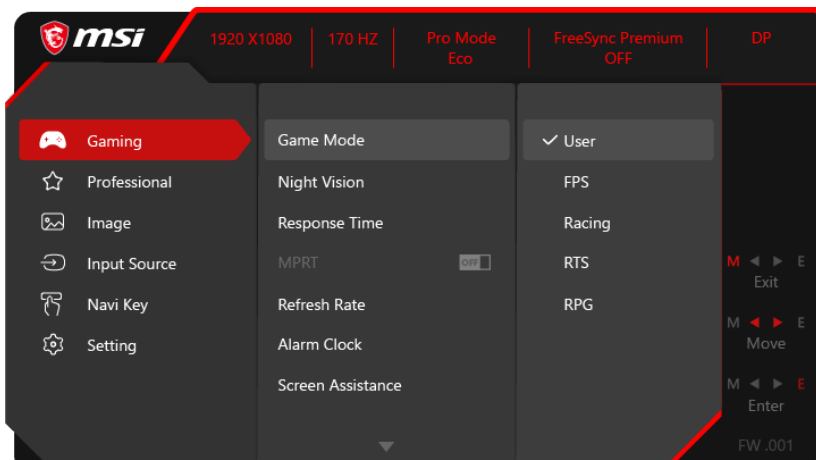 msi
1920 X1080
170 HZ
Pro Mode
Eco
FreeSync Premium
OFF
DP
Gaming
Professional
Image
Input Source
Navi Key
Setting
Game Mode
Night Vision
Response Time
MPRT OFF
Refresh Rate
Alarm Clock
Screen Assistance
User
FPS
Racing
RTS
RPG
M E
Exit
M E
Move
M E
Enter
FW .001